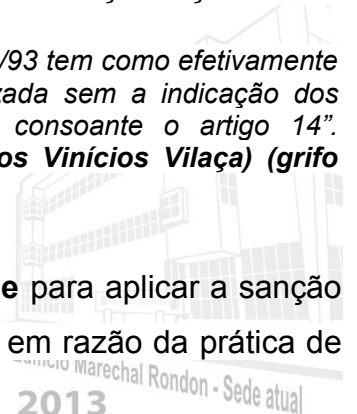 /93 tem como efetivamente
zada sem a indicação dos
consoante o artigo 14”.
os Vinícios Vilaça) (grifo
e para aplicar a sanção
em razão da prática de
Marechal Rondon - Sede atual
2013